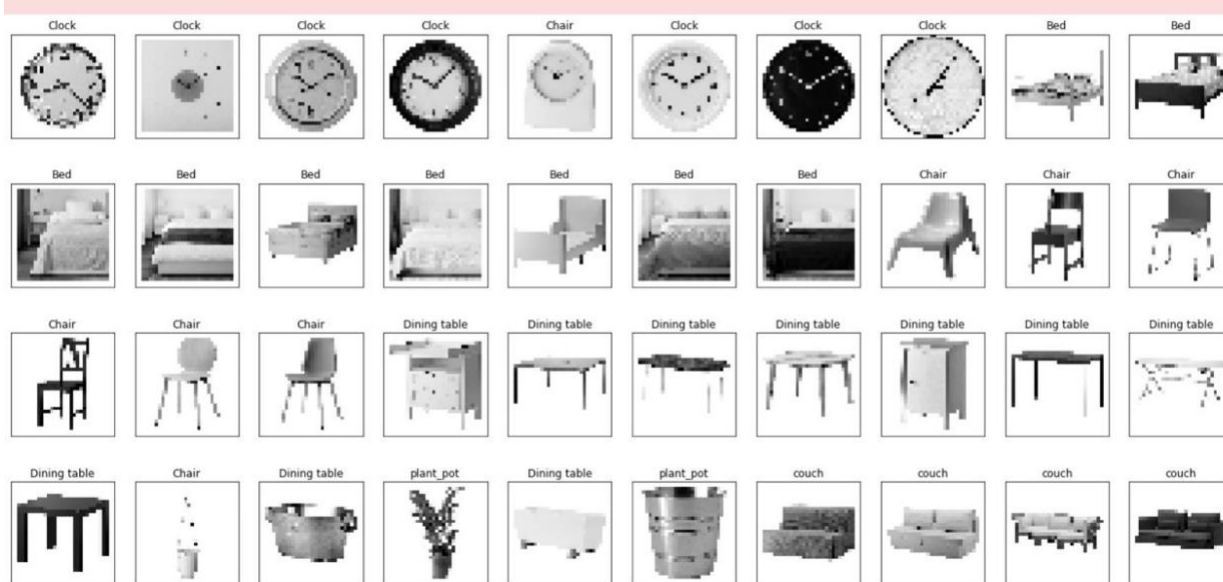 Clock Clock Clock Clock Chair Clock Clock Clock Bed Bed
Bed Bed Bed Bed Bed Bed Bed Chair Chair Chair
Chair Chair Chair Dining table Dining table Dining table Dining table Dining table Dining table Dining table
Dining table Chair Dining table plant_pot Dining table plant_pot couch couch couch couch